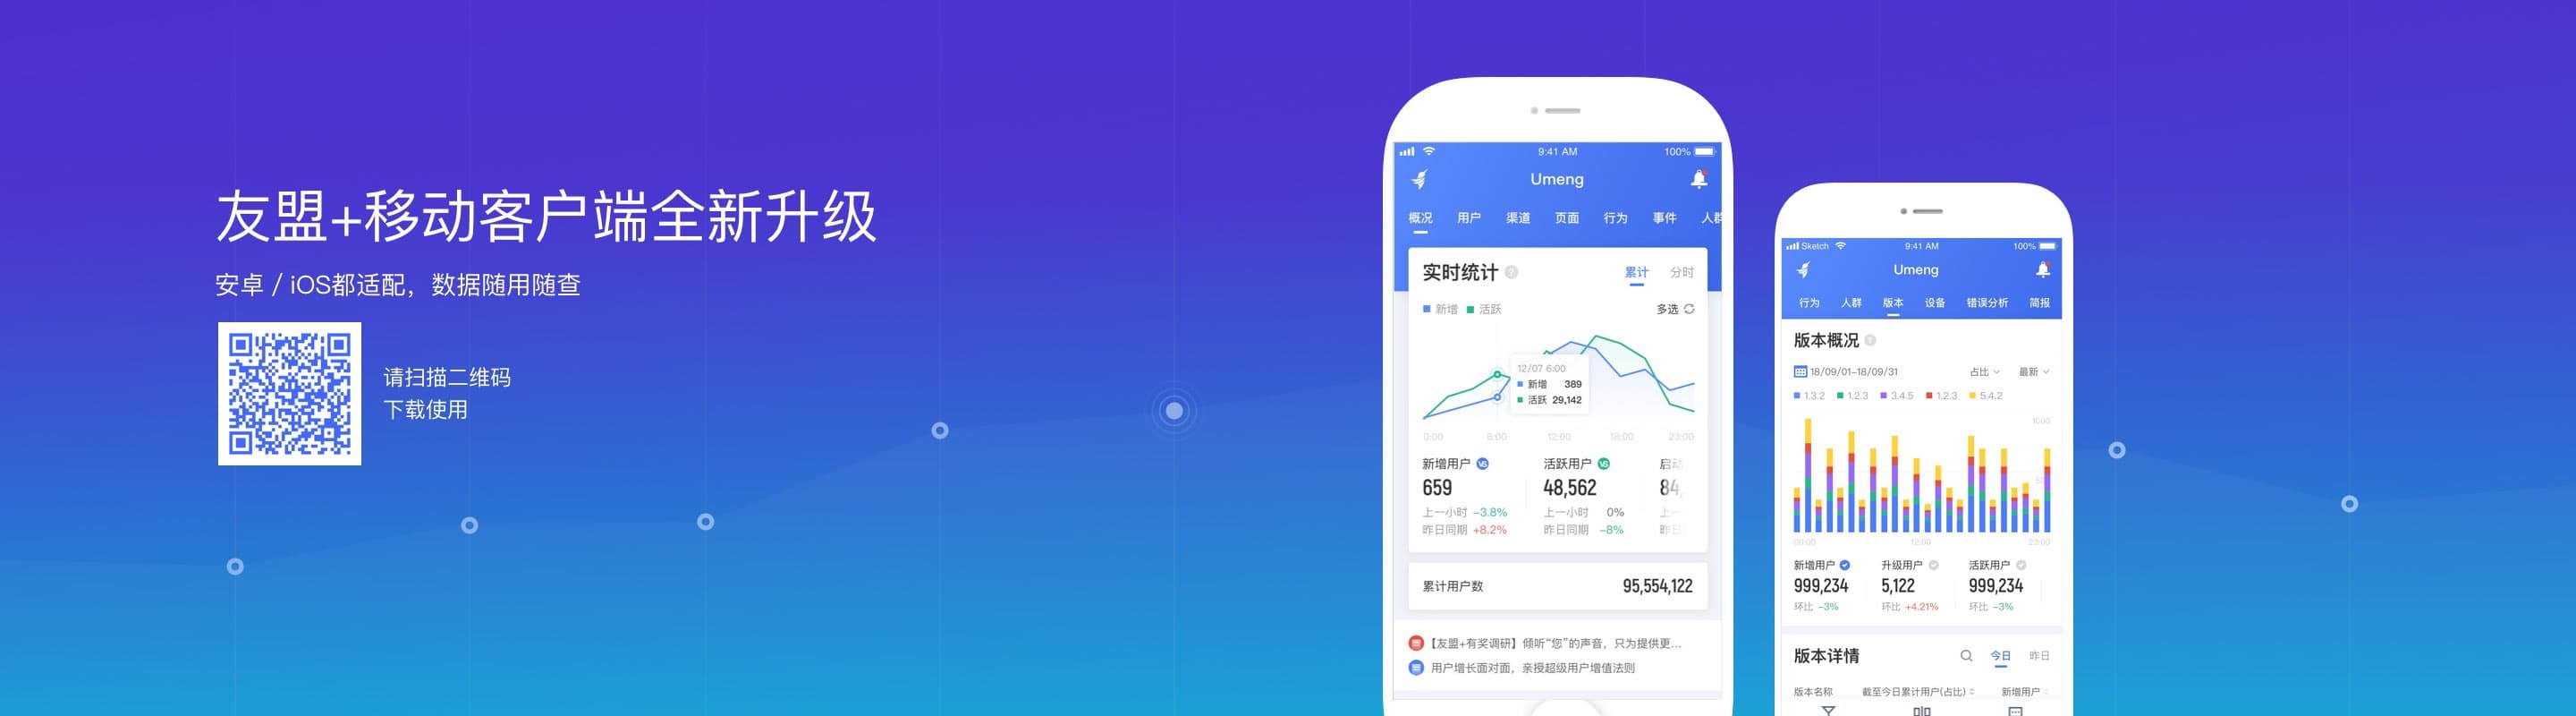 友盟+移动客户端全新升级
安卓 / iOS都适配，数据随用随查
请扫描二维码
下载使用
9:41 AM 100%
Umeng
概况 用户 渠道 页面 行为 事件 人群
实时统计 ? 累计 分时
新增 活跃 多选
12/07 6:00
新增 389
活跃 29,142
0:00 6:00 12:00 18:00 23:00
新增用户 VS 活跃用户 VS 启动
659 48,562 84,
上一小时 -3.8% 上一小时 0% 上一
昨日同期 +8.2% 昨日同期 -8% 昨日
累计用户数 95,554,122
【友盟+有奖调研】倾听“您”的声音，只为提供更...
用户增长面对面，亲授超级用户增值法则
Sketch 9:41 AM 100%
Umeng
行为 人群 版本 设备 错误分析 简报
版本概况 ?
18/09/01-18/09/31 占比 最新
1.3.2 1.2.3 3.4.5 1.2.3 5.4.2
1000
00:00 12:00 23:00
新增用户 升级用户 活跃用户
999,234 5,122 999,234
环比 -3% 环比 +4.21% 环比 -3%
版本详情 今日 昨日
版本名称 截至今日累计用户(占比) 新增用户